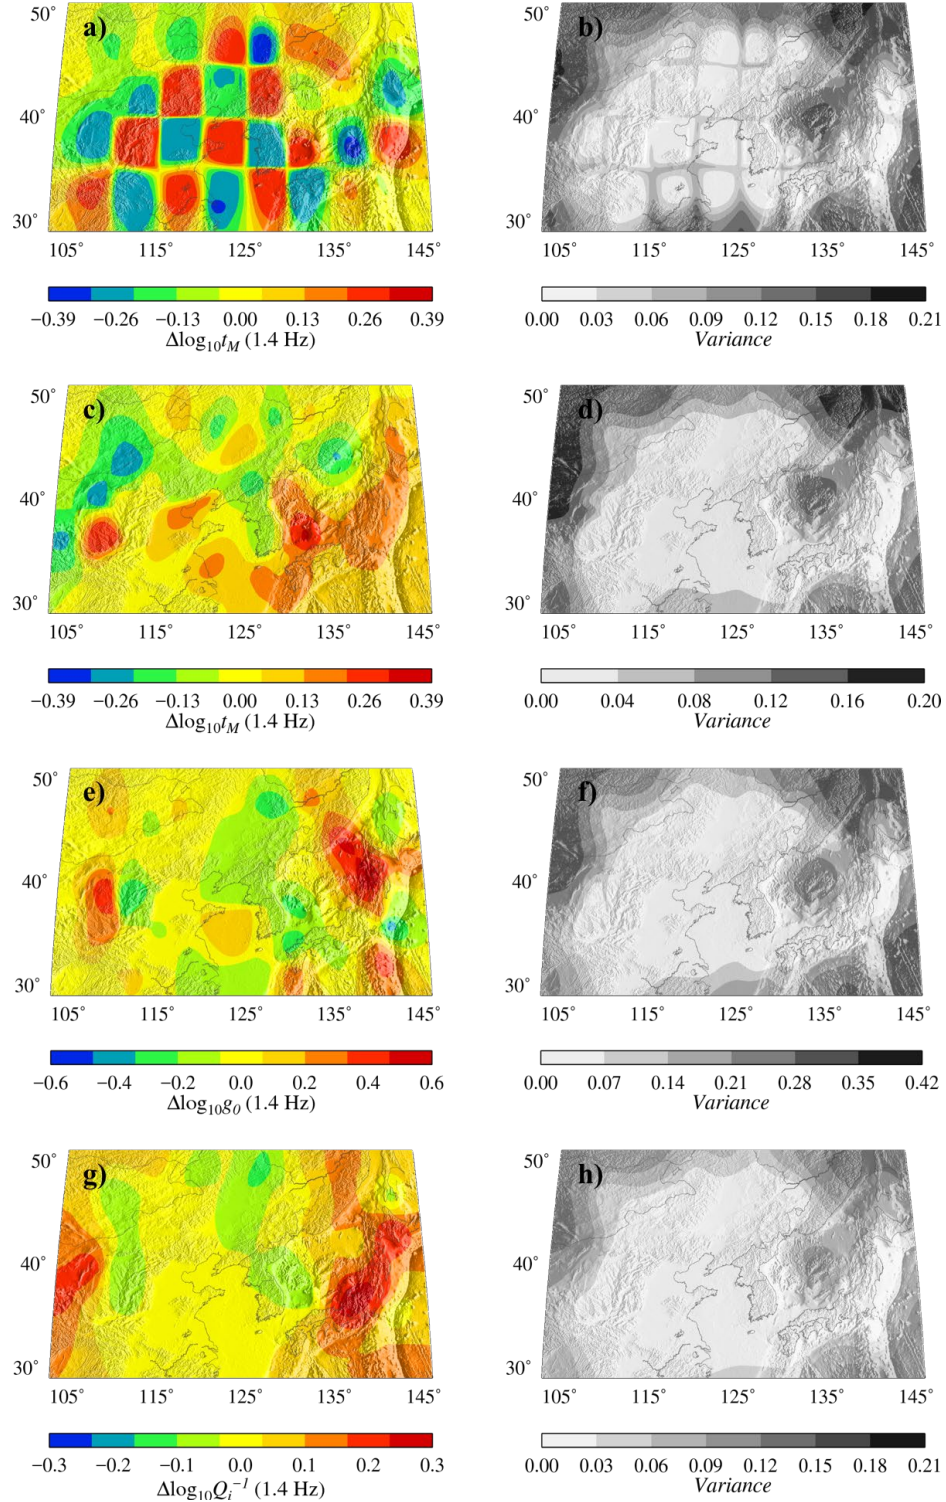 a) b)
50° 50°
40° 40°
30° 30°
105° 115° 125° 135° 145° 105° 115° 125° 135° 145°
−0.39 −0.26 −0.13 0.00 0.13 0.26 0.39 0.00 0.03 0.06 0.09 0.12 0.15 0.18 0.21
Δlog₁₀t_M (1.4 Hz) Variance
c) d)
50° 50°
40° 40°
30° 30°
105° 115° 125° 135° 145° 105° 115° 125° 135° 145°
−0.39 −0.26 −0.13 0.00 0.13 0.26 0.39 0.00 0.04 0.08 0.12 0.16 0.20
Δlog₁₀t_M (1.4 Hz) Variance
e) f)
50° 50°
40° 40°
30° 30°
105° 115° 125° 135° 145° 105° 115° 125° 135° 145°
−0.6 −0.4 −0.2 0.0 0.2 0.4 0.6 0.00 0.07 0.14 0.21 0.28 0.35 0.42
Δlog₁₀g₀ (1.4 Hz) Variance
g) h)
50° 50°
40° 40°
30° 30°
105° 115° 125° 135° 145° 105° 115° 125° 135° 145°
−0.3 −0.2 −0.1 0.0 0.1 0.2 0.3 0.00 0.03 0.06 0.09 0.12 0.15 0.18 0.21
Δlog₁₀Qᵢ⁻¹ (1.4 Hz) Variance